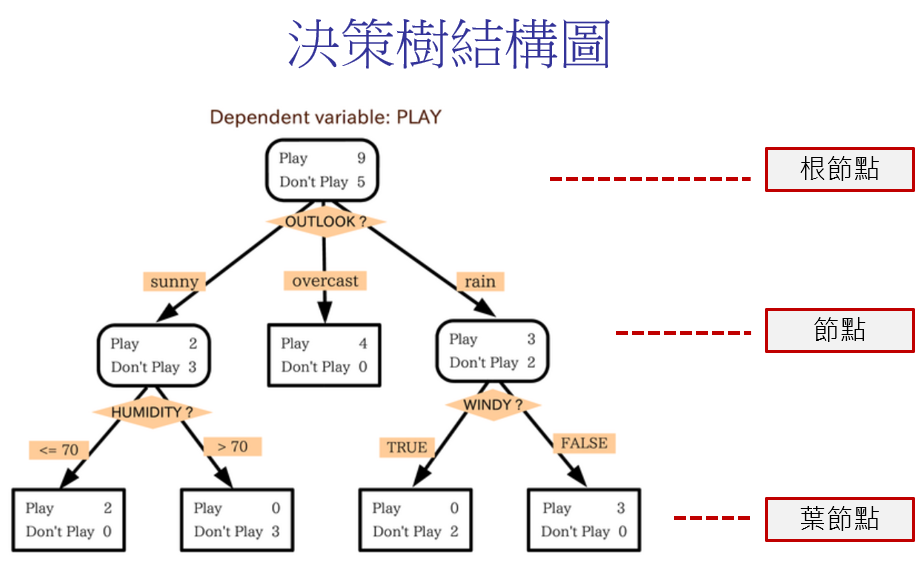 決策樹結構圖
Dependent variable: PLAY
Play 9
Don't Play 5
根節點
OUTLOOK ?
sunny
overcast
rain
Play 2
Don't Play 3
Play 4
Don't Play 0
Play 3
Don't Play 2
節點
HUMIDITY ?
WINDY ?
<= 70
> 70
TRUE
FALSE
Play 2
Don't Play 0
Play 0
Don't Play 3
Play 0
Don't Play 2
Play 3
Don't Play 0
葉節點